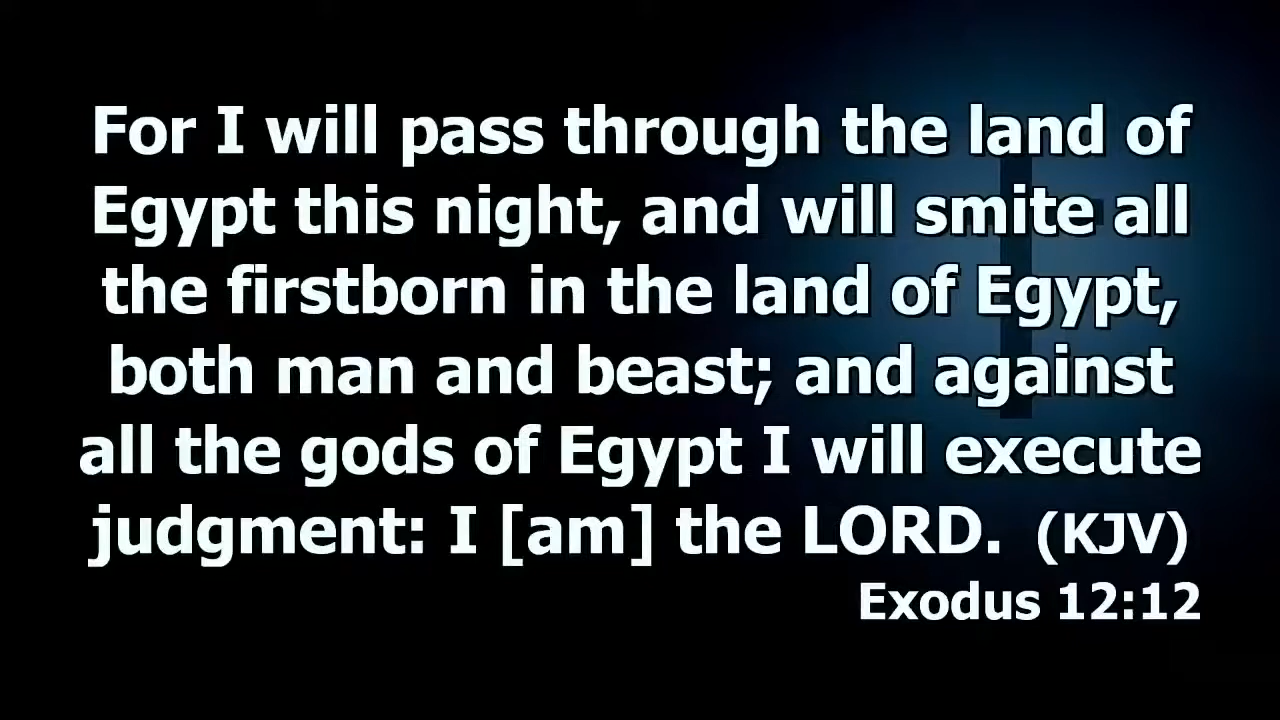 For I will pass through the land of
Egypt this night, and will smite all
the firstborn in the land of Egypt,
both man and beast; and against
all the gods of Egypt I will execute
judgment: I [am] the LORD. (KJV)
Exodus 12:12